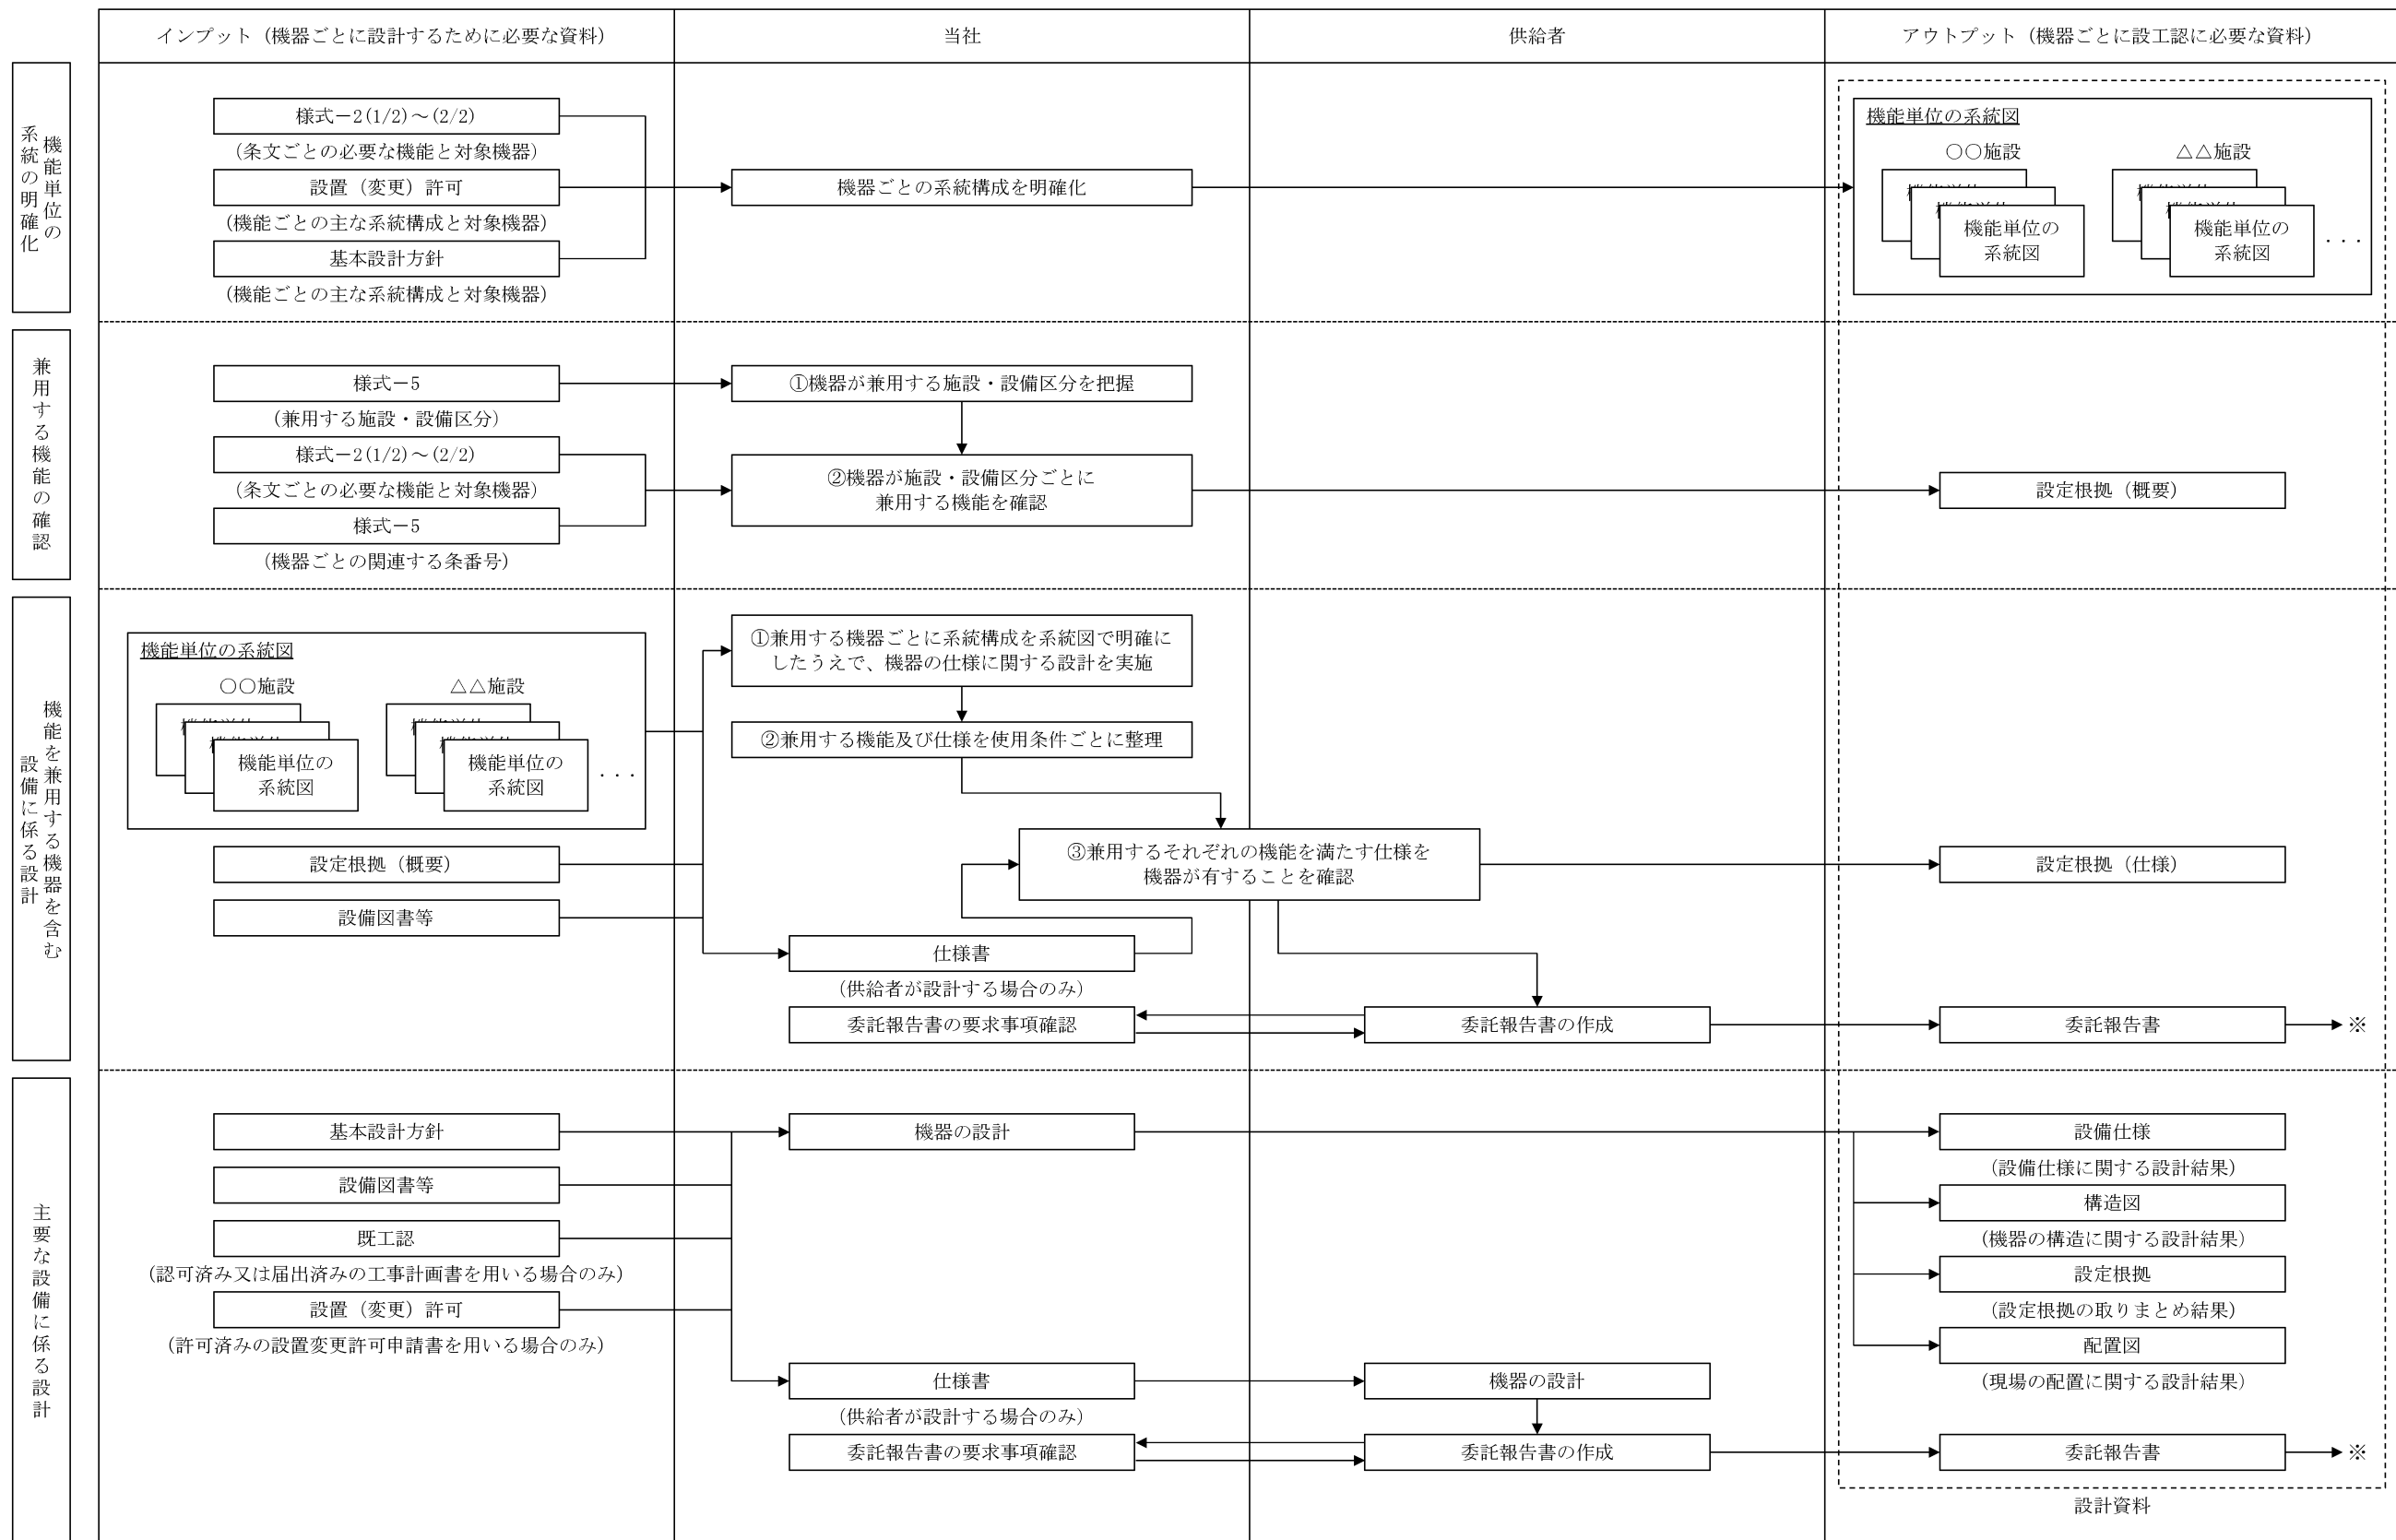 インプット（機器ごとに設計するために必要な資料）
当社
供給者
アウトプット（機器ごとに設工認に必要な資料）
機能単位の
系統の明確化
様式－2(1/2)～(2/2)
（条文ごとの必要な機能と対象機器）
設置（変更）許可
（機能ごとの主な系統構成と対象機器）
基本設計方針
（機能ごとの主な系統構成と対象機器）
機器ごとの系統構成を明確化
機能単位の系統図
○○施設
機能単位の
系統図
△△施設
機能単位の
系統図
・・・
兼用する機能の確認
様式－5
（兼用する施設・設備区分）
様式－2(1/2)～(2/2)
（条文ごとの必要な機能と対象機器）
様式－5
（機器ごとの関連する条番号）
①機器が兼用する施設・設備区分を把握
②機器が施設・設備区分ごとに
兼用する機能を確認
設定根拠（概要）
機能を兼用する機器を含む
設備に係る設計
機能単位の系統図
○○施設
機能単位の
系統図
△△施設
機能単位の
系統図
・・・
設定根拠（概要）
設備図書等
①兼用する機器ごとに系統構成を系統図で明確に
したうえで、機器の仕様に関する設計を実施
②兼用する機能及び仕様を使用条件ごとに整理
③兼用するそれぞれの機能を満たす仕様を
機器が有することを確認
設定根拠（仕様）
仕様書
（供給者が設計する場合のみ）
委託報告書の要求事項確認
委託報告書の作成
委託報告書
※
主要な設備に係る設計
基本設計方針
設備図書等
既工認
（認可済み又は届出済みの工事計画書を用いる場合のみ）
設置（変更）許可
（許可済みの設置変更許可申請書を用いる場合のみ）
機器の設計
設備仕様
（設備仕様に関する設計結果）
構造図
（機器の構造に関する設計結果）
設定根拠
（設定根拠の取りまとめ結果）
配置図
（現場の配置に関する設計結果）
仕様書
（供給者が設計する場合のみ）
機器の設計
委託報告書の要求事項確認
委託報告書の作成
委託報告書
※
設計資料